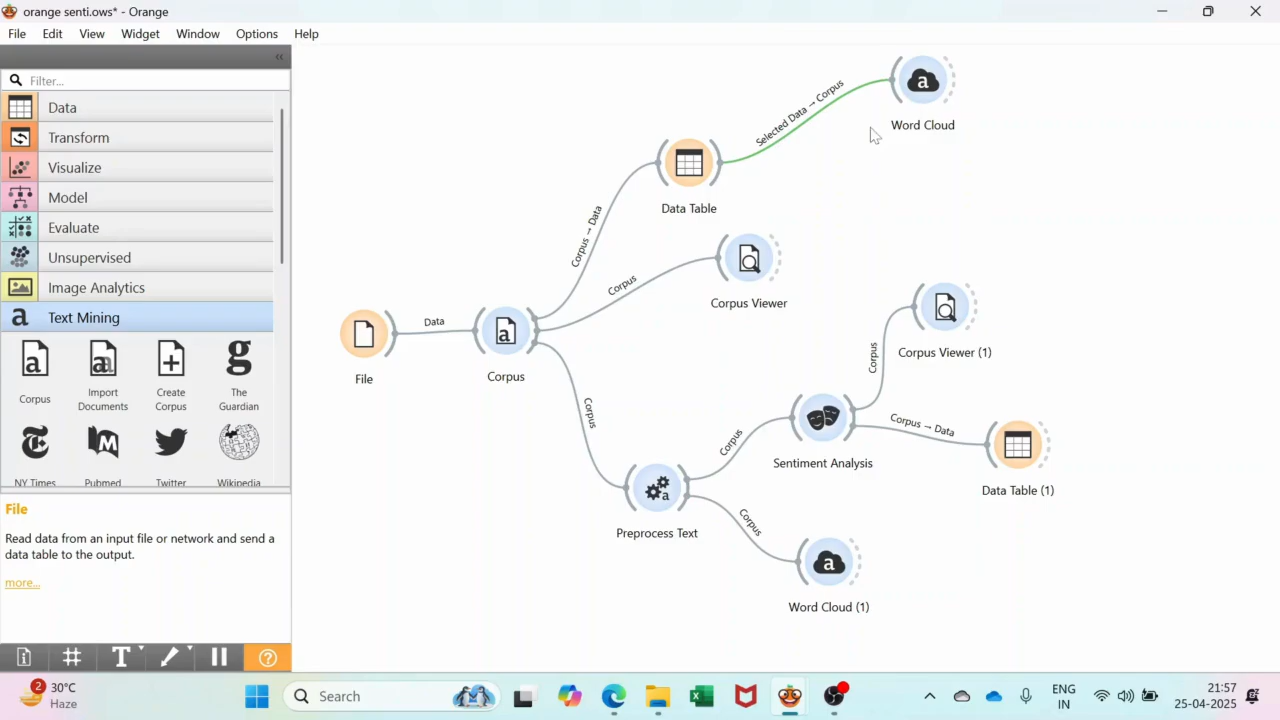 orange senti.ows* - Orange
File Edit View Widget Window Options Help
Filter...
Data
Transform
Visualize
Model
Evaluate
Unsupervised
Image Analytics
a Text Mining
a a g
Corpus
Import Documents
Create Corpus
The Guardian
NY Times Pubmed Twitter Wikipedia
File
Read data from an input file or network and send a
data table to the output.
more...
a
Word Cloud
Selected Data → Corpus
Data Table
Corpus → Data
Corpus
Corpus Viewer
Data
File
a
Corpus
Corpus
Corpus Viewer (1)
Corpus
Corpus → Data
Corpus
Sentiment Analysis
Data Table (1)
a
Preprocess Text
Corpus
a
Word Cloud (1)
T
?
2
30°C
Haze
Search
ENG
IN
21:57
25-04-2025